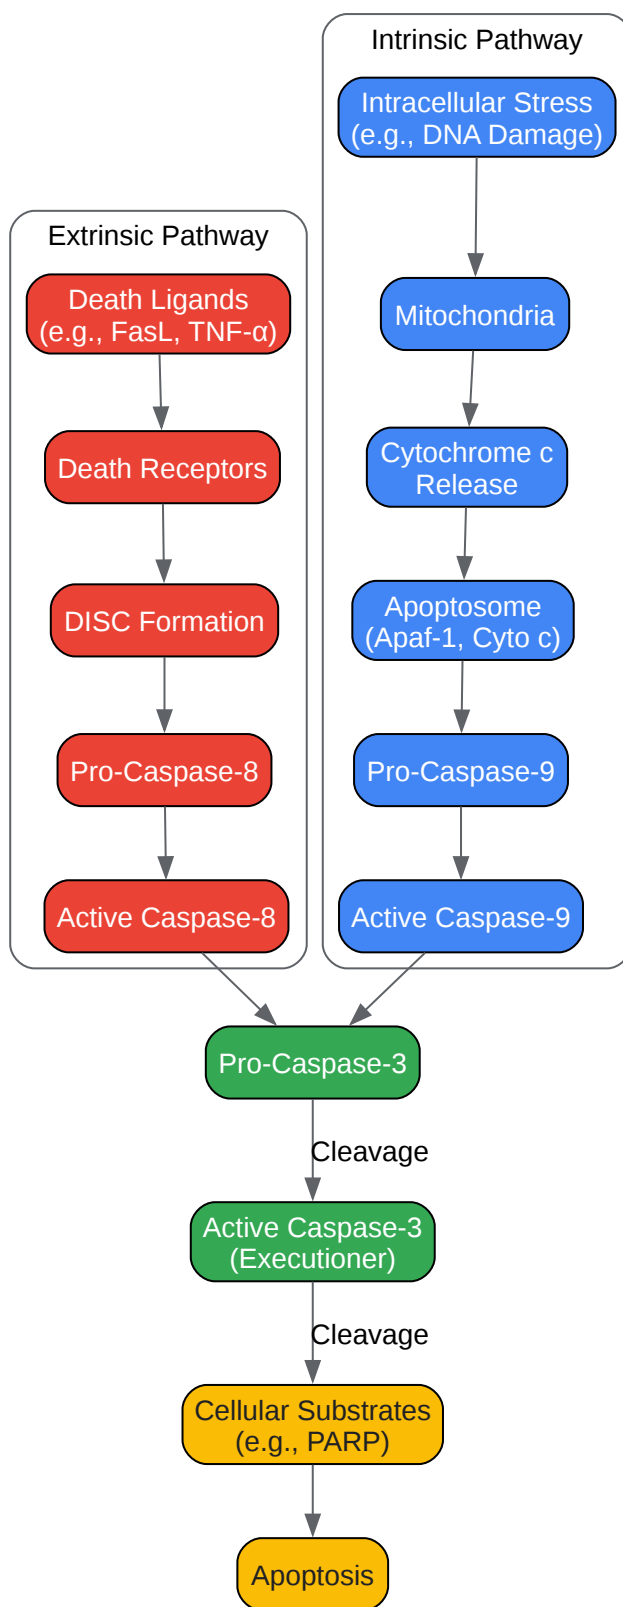 Intrinsic Pathway
Intracellular Stress
(e.g., DNA Damage)
Mitochondria
Cytochrome c
Release
Apoptosome
(Apaf-1, Cyto c)
Pro-Caspase-9
Active Caspase-9
Extrinsic Pathway
Death Ligands
(e.g., FasL, TNF-α)
Death Receptors
DISC Formation
Pro-Caspase-8
Active Caspase-8
Pro-Caspase-3
Cleavage
Active Caspase-3
(Executioner)
Cleavage
Cellular Substrates
(e.g., PARP)
Apoptosis